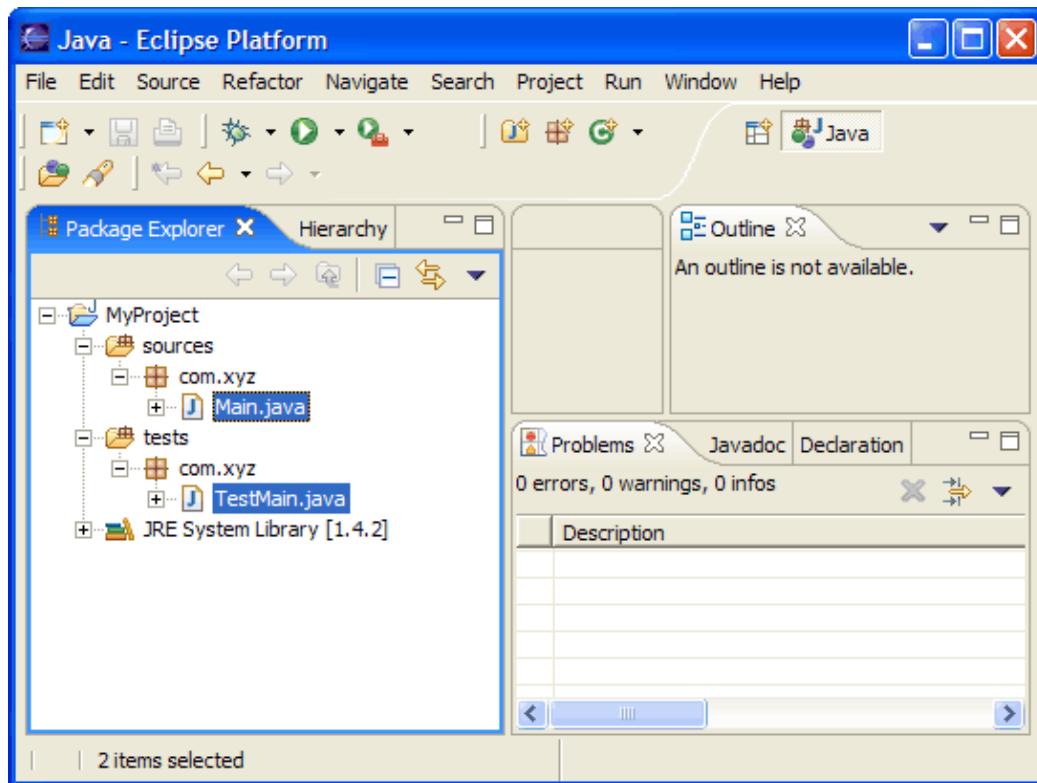 Java - Eclipse Platform
File Edit Source Refactor Navigate Search Project Run Window Help
Java
Package Explorer Hierarchy
Outline
An outline is not available.
MyProject
sources
com.xyz
Main.java
tests
com.xyz
TestMain.java
JRE System Library [1.4.2]
Problems Javadoc Declaration
0 errors, 0 warnings, 0 infos
Description
2 items selected